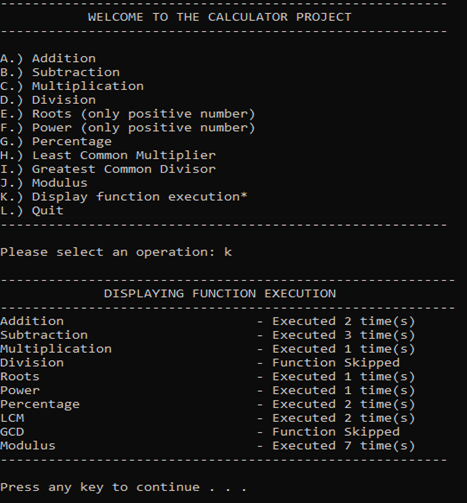 --------------------------------------------------------
WELCOME TO THE CALCULATOR PROJECT
--------------------------------------------------------
A.) Addition
B.) Subtraction
C.) Multiplication
D.) Division
E.) Roots (only positive number)
F.) Power (only positive number)
G.) Percentage
H.) Least Common Multiplier
I.) Greatest Common Divisor
J.) Modulus
K.) Display function execution*
L.) Quit
--------------------------------------------------------
Please select an operation: k
---------------------------------------------------------
DISPLAYING FUNCTION EXECUTION
---------------------------------------------------------
Addition - Executed 2 time(s)
Subtraction - Executed 3 time(s)
Multiplication - Executed 1 time(s)
Division - Function Skipped
Roots - Executed 1 time(s)
Power - Executed 1 time(s)
Percentage - Executed 2 time(s)
LCM - Executed 2 time(s)
GCD - Function Skipped
Modulus - Executed 7 time(s)
--------------------------------------------------------
Press any key to continue . . .